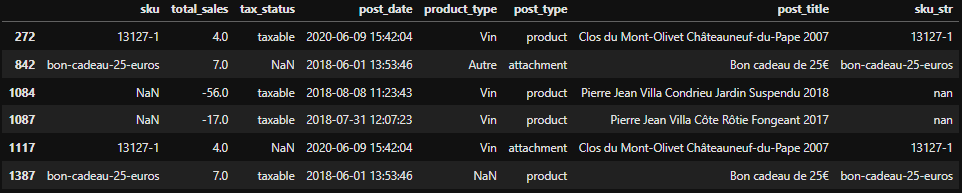 sku total_sales tax_status post_date product_type post_type post_title sku_str
272 13127-1 4.0 taxable 2020-06-09 15:42:04 Vin product Clos du Mont-Olivet Châteauneuf-du-Pape 2007 13127-1
842 bon-cadeau-25-euros 7.0 NaN 2018-06-01 13:53:46 Autre attachment Bon cadeau de 25€ bon-cadeau-25-euros
1084 NaN -56.0 taxable 2018-08-08 11:23:43 Vin product Pierre Jean Villa Condrieu Jardin Suspendu 2018 nan
1087 NaN -17.0 taxable 2018-07-31 12:07:23 Vin product Pierre Jean Villa Côte Rôtie Fongeant 2017 nan
1117 13127-1 4.0 NaN 2020-06-09 15:42:04 Vin attachment Clos du Mont-Olivet Châteauneuf-du-Pape 2007 13127-1
1387 bon-cadeau-25-euros 7.0 taxable 2018-06-01 13:53:46 NaN product Bon cadeau de 25€ bon-cadeau-25-euros